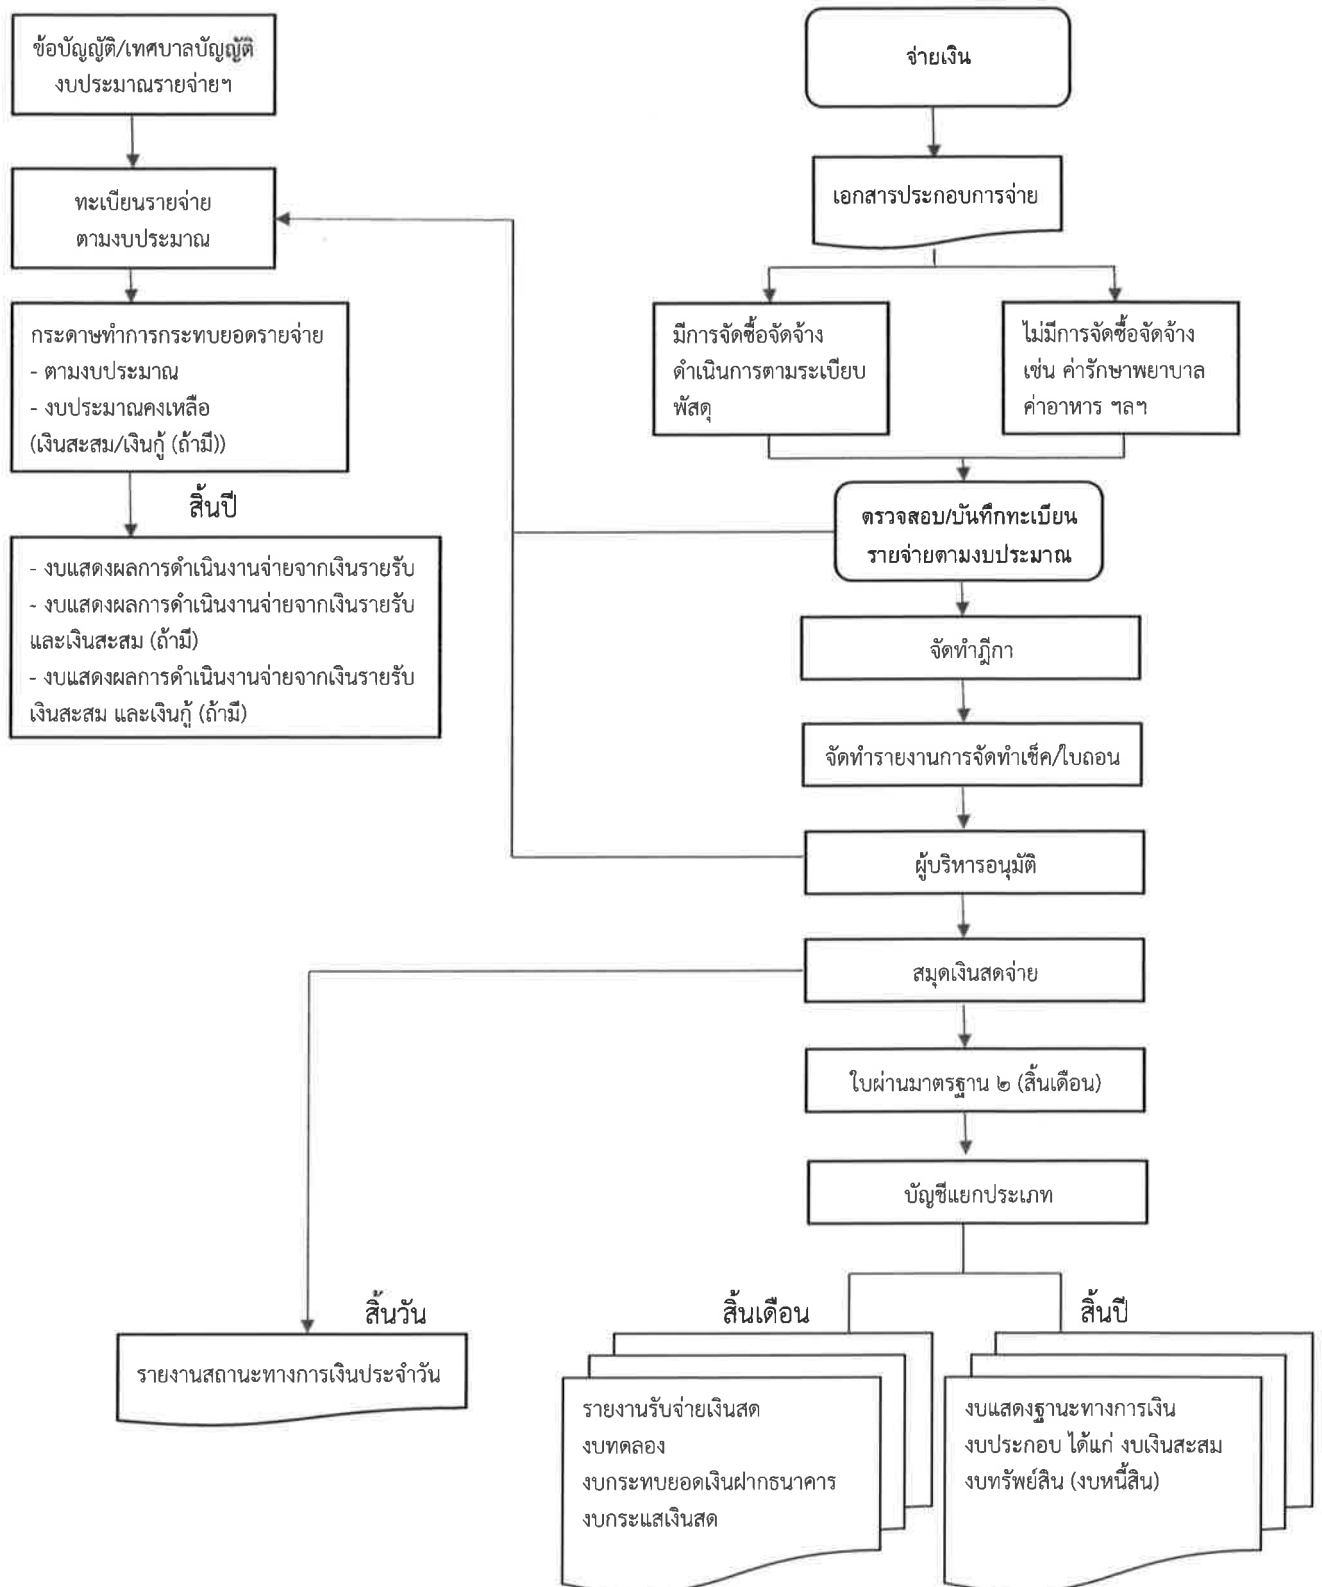 ข้อบัญญัติ/เทศบาลบัญญัติ
งบประมาณรายจ่ายฯ
ทะเบียนรายจ่าย
ตามงบประมาณ
กระดาษทำการกระทบยอดรายจ่าย
- ตามงบประมาณ
- งบประมาณคงเหลือ
(เงินสะสม/เงินกู้ (ถ้ามี))
สิ้นปี
- งบแสดงผลการดำเนินงานจ่ายจากเงินรายรับ
- งบแสดงผลการดำเนินงานจ่ายจากเงินรายรับ
และเงินสะสม (ถ้ามี)
- งบแสดงผลการดำเนินงานจ่ายจากเงินรายรับ
เงินสะสม และเงินกู้ (ถ้ามี)
จ่ายเงิน
เอกสารประกอบการจ่าย
มีการจัดซื้อจัดจ้าง
ดำเนินการตามระเบียบ
พัสดุ
ไม่มีการจัดซื้อจัดจ้าง
เช่น ค่ารักษาพยาบาล
ค่าอาหาร ฯลฯ
ตรวจสอบ/บันทึกทะเบียน
รายจ่ายตามงบประมาณ
จัดทำฎีกา
จัดทำรายงานการจัดทำเช็ค/ใบถอน
ผู้บริหารอนุมัติ
สมุดเงินสดจ่าย
ใบผ่านมาตรฐาน ๒ (สิ้นเดือน)
บัญชีแยกประเภท
สิ้นวัน
รายงานสถานะทางการเงินประจำวัน
สิ้นเดือน
รายงานรับจ่ายเงินสด
งบทดลอง
งบกระทบยอดเงินฝากธนาคาร
งบกระแสเงินสด
สิ้นปี
งบแสดงฐานะทางการเงิน
งบประกอบ ได้แก่ งบเงินสะสม
งบทรัพย์สิน (งบหนี้สิน)